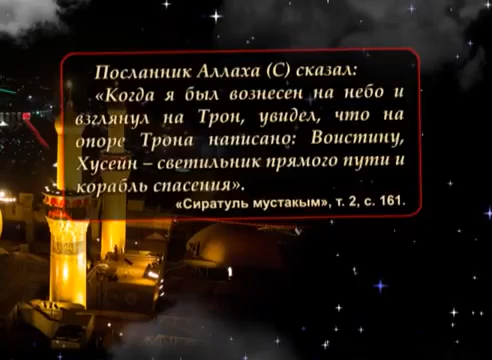 Посланник Аллаха (С) сказал:
«Когда я был вознесен на небо и
взглянул на Трон, увидел, что на
опоре Трона написано: Воистину,
Хусейн – светильник прямого пути и
корабль спасения».
«Сиратуль мустакым», т. 2, с. 161.